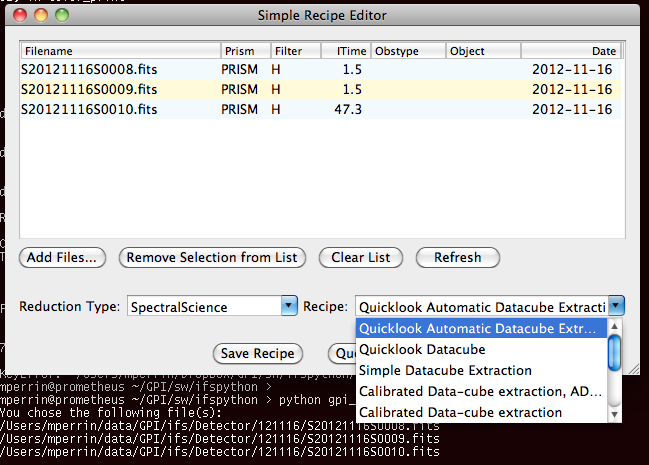 Simple Recipe Editor
Filename Prism Filter ITime Obstype Object Date
S20121116S0008.fits PRISM H 1.5 2012-11-16
S20121116S0009.fits PRISM H 1.5 2012-11-16
S20121116S0010.fits PRISM H 47.3 2012-11-16
Add Files... Remove Selection from List Clear List Refresh
Reduction Type: SpectralScience Recipe: Quicklook Automatic Datacube Extracti
Quicklook Automatic Datacube Extr...
Quicklook Datacube
Simple Datacube Extraction
Calibrated Data-cube extraction, AD...
Calibrated Data-cube extraction
Save Recipe Que
mperrin@prometheus ~/GPI/sw/ifspython >
mperrin@prometheus ~/GPI/sw/ifspython > python gpi_
You chose the following file(s):
/Users/mperrin/data/GPI/ifs/Detector/121116/S20121116S0008.fits
/Users/mperrin/data/GPI/ifs/Detector/121116/S20121116S0009.fits
/Users/mperrin/data/GPI/ifs/Detector/121116/S20121116S0010.fits